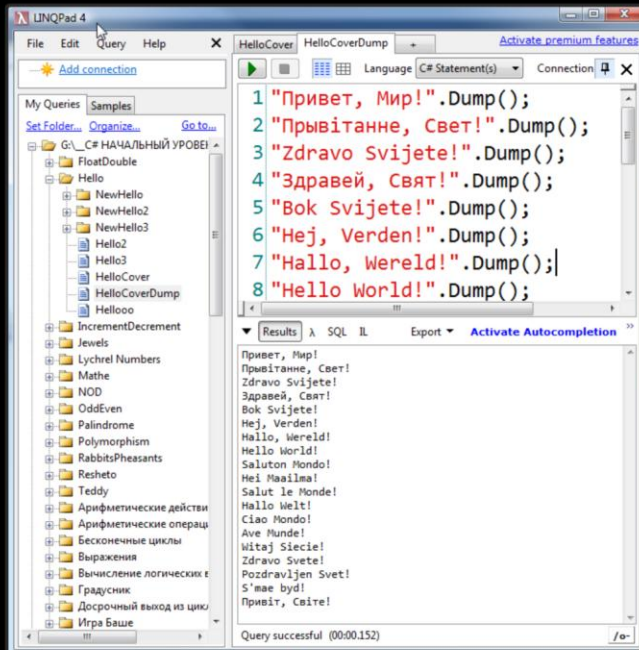 LINQPad 4
File Edit Query Help
Add connection
My Queries Samples
Set Folder... Organize... Go to...
G:\__C# НАЧАЛЬНЫЙ УРОВЕ
FloatDouble
Hello
NewHello
NewHello2
NewHello3
Hello2
Hello3
HelloCover
HelloCoverDump
Hellooo
IncrementDecrement
Jewels
Lychrel Numbers
Mathe
NOD
OddEven
Palindrome
Polymorphism
RabbitsPheasants
Resheto
Teddy
Арифметические действи
Арифметические операц
Бесконечные циклы
Выражения
Вычисление логических
Градусник
Досрочный выход из цик
Игра Баше
HelloCover HelloCoverDump + Activate premium features
Language C# Statement(s) Connection
1 "Привет, Мир!".Dump();
2 "Прывiтанне, Свет!".Dump();
3 "Zdravo Svijete!".Dump();
4 "Здравей, Свят!".Dump();
5 "Bok Svijete!".Dump();
6 "Hej, Verden!".Dump();
7 "Hallo, Wereld!".Dump();
8 "Hello World!".Dump();
Results λ SQL IL Export Activate Autocompletion »
Привет, Мир!
Прывiтанне, Свет!
Zdravo Svijete!
Здравей, Свят!
Bok Svijete!
Hej, Verden!
Hallo, Wereld!
Hello World!
Saluton Mondo!
Hei Maailma!
Salut le Monde!
Hallo Welt!
Ciao Mondo!
Ave Munde!
Witaj Siecie!
Zdravo Svete!
Pozdravljen Svet!
S'mae byd!
Привiт, Свiте!
Query successful (00:00.152) /o-